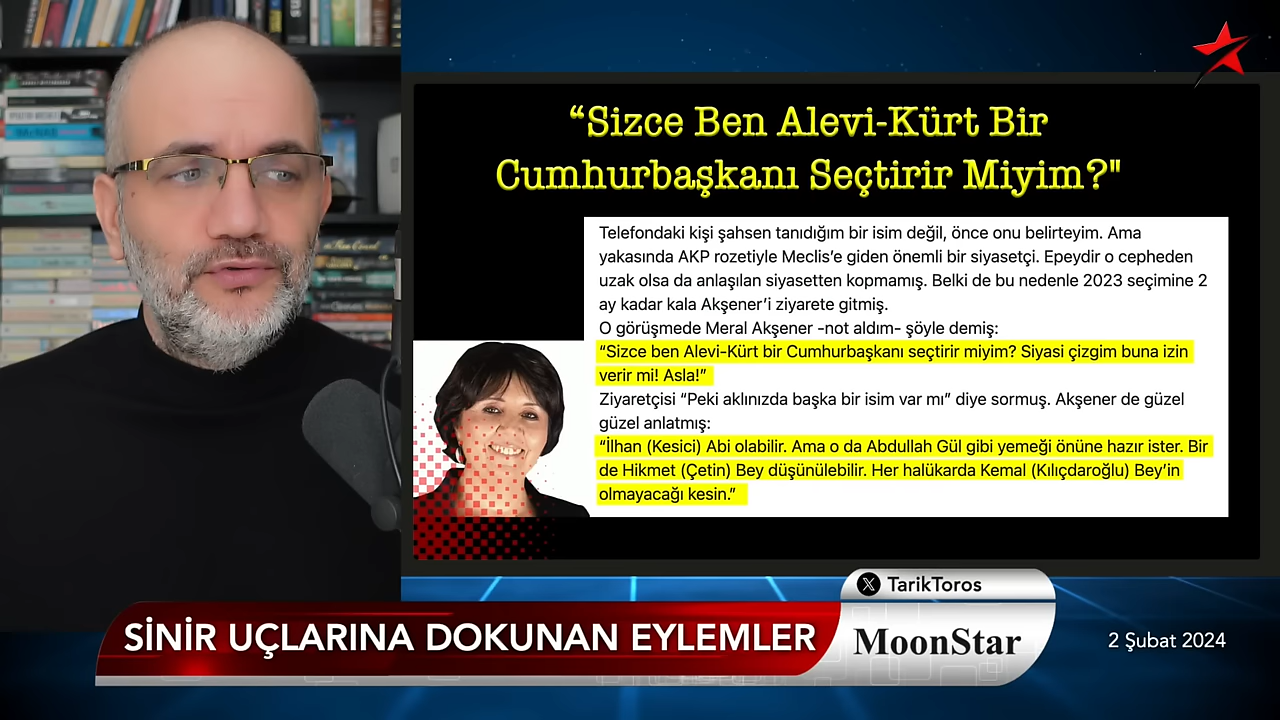 “Sizce Ben Alevi-Kürt Bir
Cumhurbaşkanı Seçtirir Miyim?"
Telefondaki kişi şahsen tanıdığım bir isim değil, önce onu belirteyim. Ama
yakasında AKP rozetiyle Meclis’e giden önemli bir siyasetçi. Epeydir o cepheden
uzak olsa da anlaşılan siyasetten kopmamış. Belki de bu nedenle 2023 seçimine 2
ay kadar kala Akşener’i ziyarete gitmiş.
O görüşmede Meral Akşener -not aldım- şöyle demiş:
“Sizce ben Alevi-Kürt bir Cumhurbaşkanı seçtirir miyim? Siyasi çizgim buna izin
verir mi! Asla!”
Ziyaretçisi “Peki aklınızda başka bir isim var mı” diye sormuş. Akşener de güzel
güzel anlatmış:
“İlhan (Kesici) Abi olabilir. Ama o da Abdullah Gül gibi yemeği önüne hazır ister. Bir
de Hikmet (Çetin) Bey düşünülebilir. Her halükarda Kemal (Kılıçdaroğlu) Bey’in
olmayacağı kesin.”
X TarikToros
SİNİR UÇLARINA DOKUNAN EYLEMLER
MoonStar
2 Şubat 2024